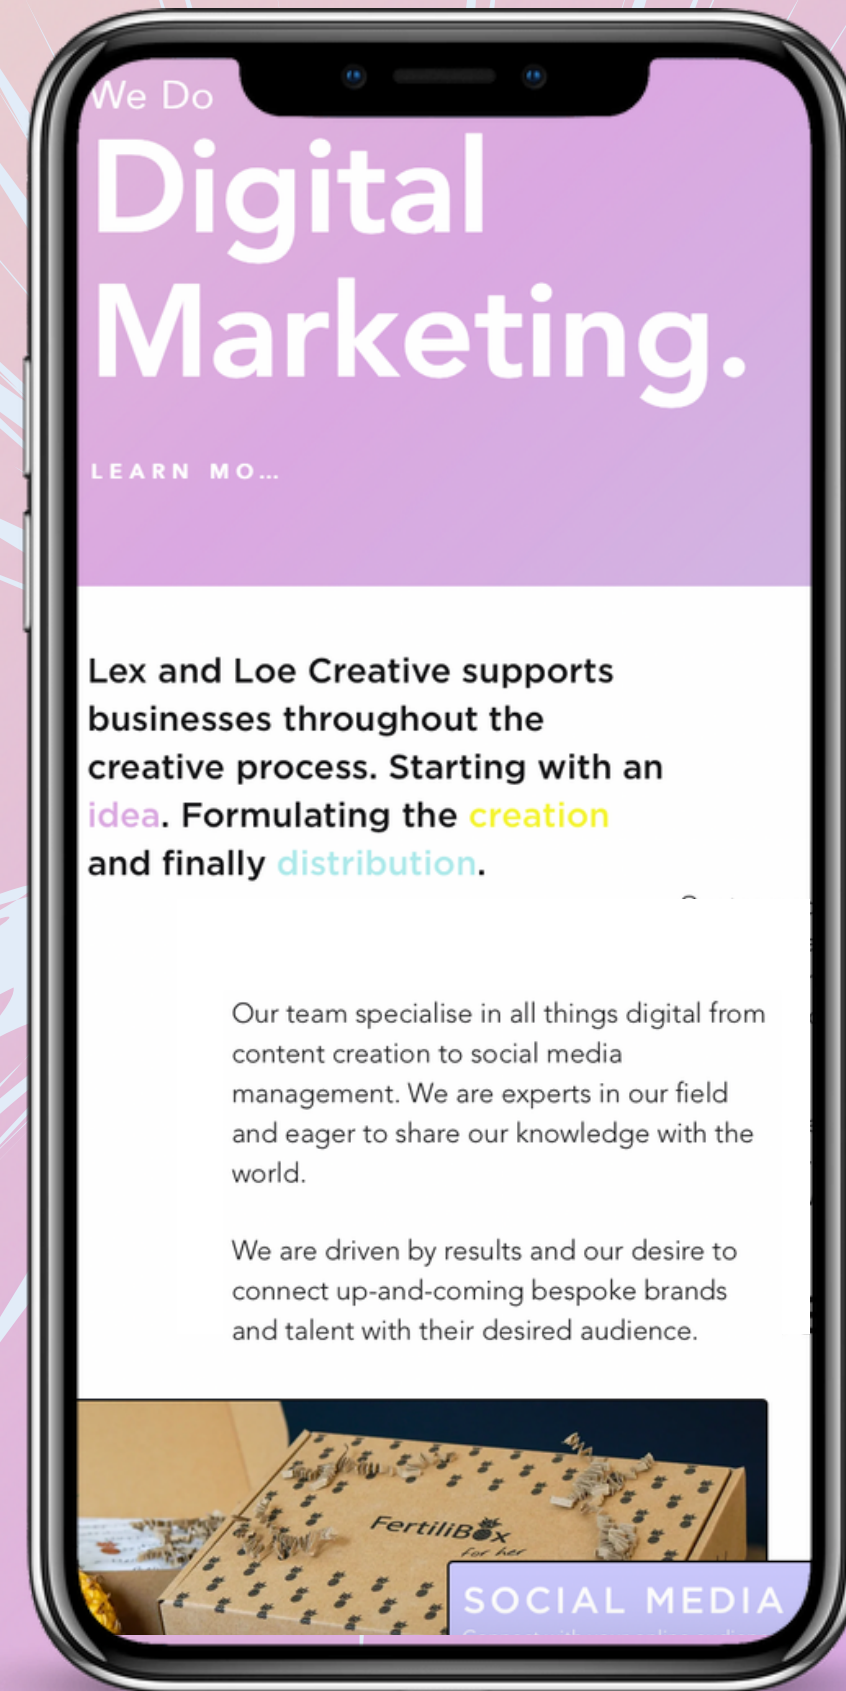 We Do
Digital
Marketing.
LEARN MO...
Lex and Loe Creative supports
businesses throughout the
creative process. Starting with an
idea. Formulating the creation
and finally distribution.
Our team specialise in all things digital from
content creation to social media
management. We are experts in our field
and eager to share our knowledge with the
world.
We are driven by results and our desire to
connect up-and-coming bespoke brands
and talent with their desired audience.
FertiliBox
for her
SOCIAL MEDIA